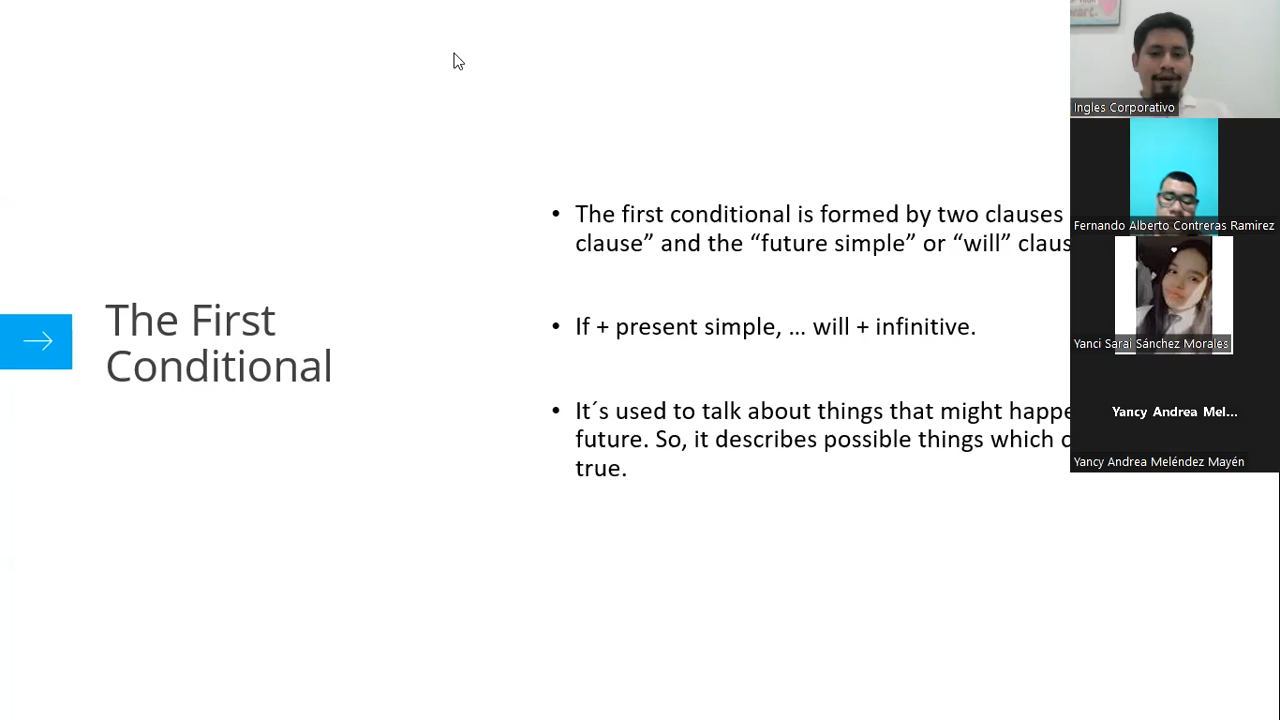 The First
Conditional
• The first conditional is formed by two clauses
clause” and the “future simple” or “will”
• If + present simple, ... will + infinitive.
• It´s used to talk about things that might
future. So, it describes possible things which
true.
Ingles Corporativo
Fernando Alberto Contreras Ramirez
Yanci Sarai Sánchez Morales
Yancy Andrea Mel...
Yancy Andrea Meléndez Mayén